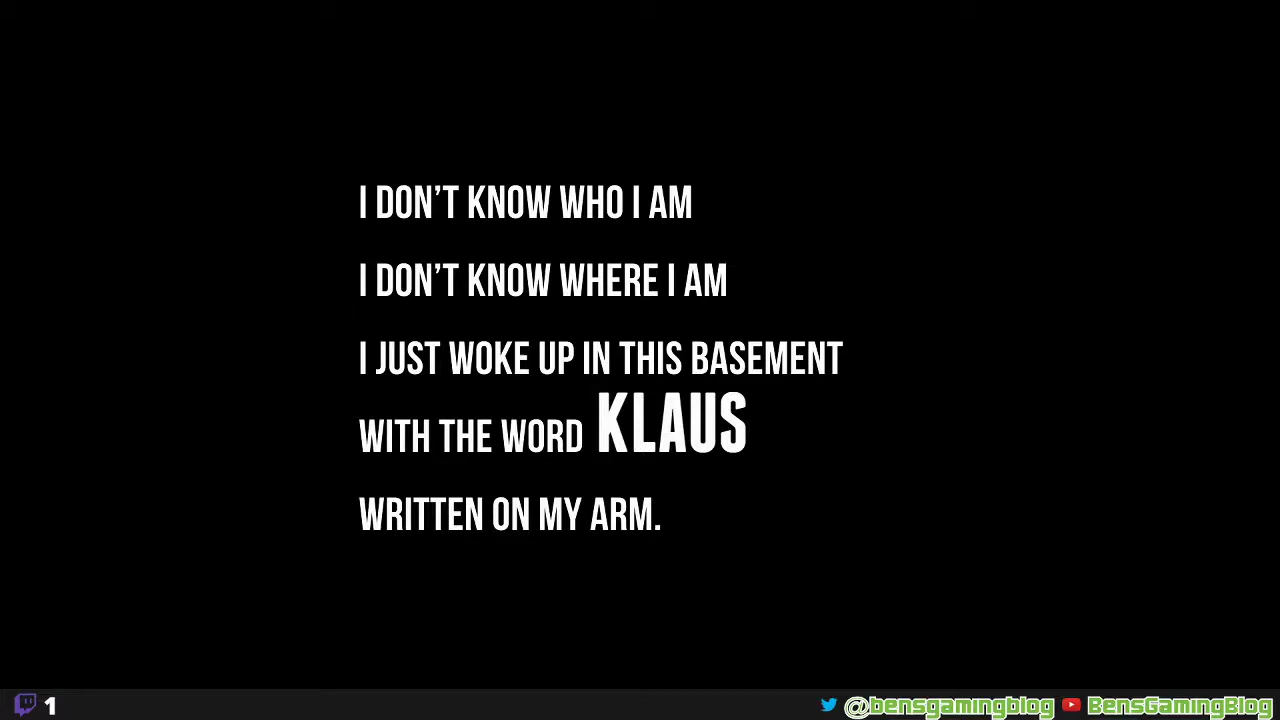 I DON’T KNOW WHO I AM
I DON’T KNOW WHERE I AM
I JUST WOKE UP IN THIS BASEMENT
WITH THE WORD KLAUS
WRITTEN ON MY ARM.
1 @bensgamingblog BensGamingBlog